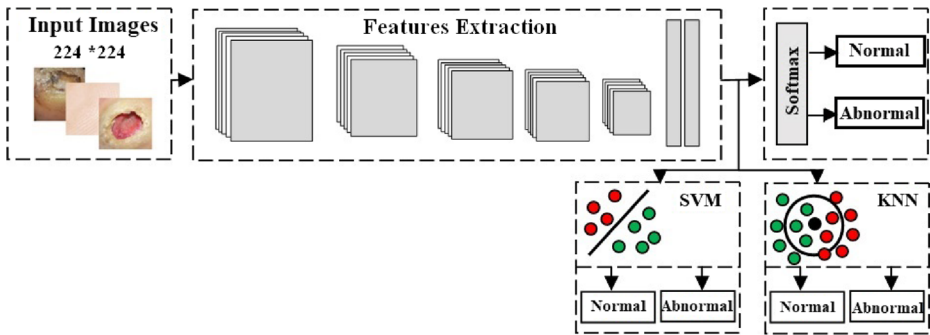 Input Images
224 *224
Features Extraction
Softmax
Normal
Abnormal
SVM
Normal
Abnormal
KNN
Normal
Abnormal